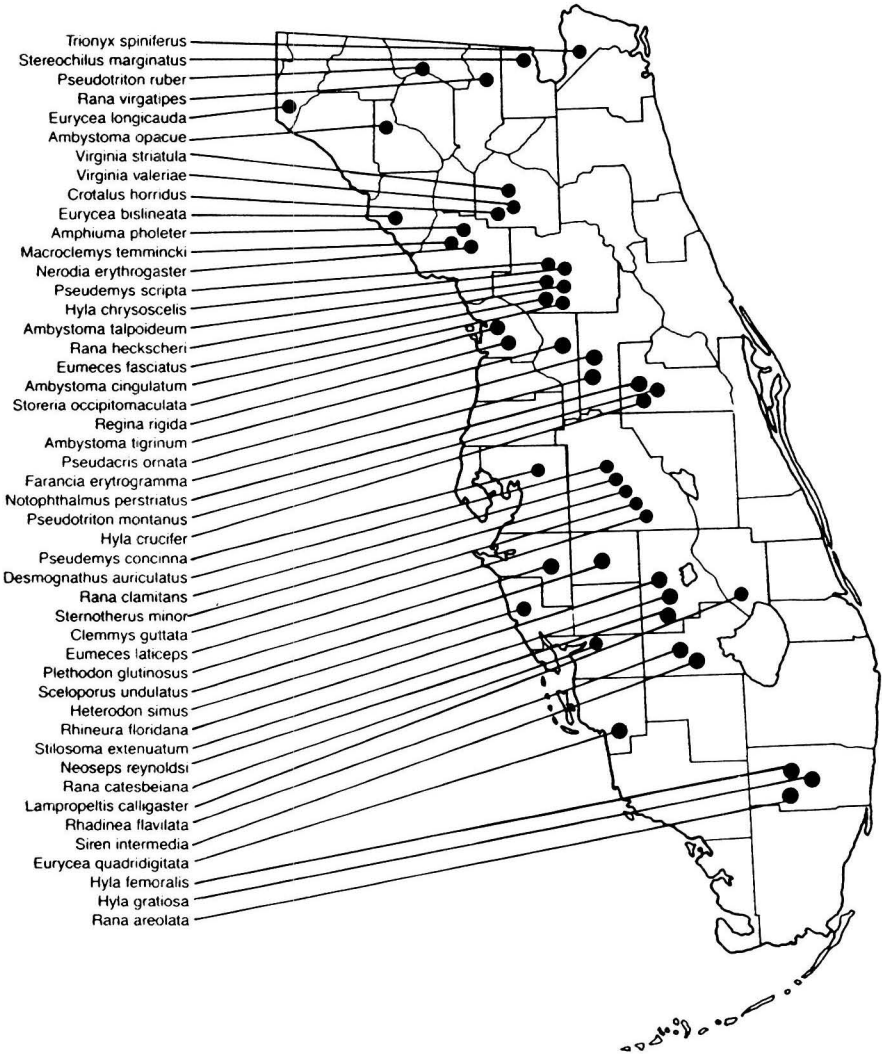 Trionyx spiniferus
Stereochilus marginatus
Pseudotriton ruber
Rana virgatipes
Eurycea longicauda
Ambystoma opacue
Virginia striatula
Virginia valeriae
Crotalus horridus
Eurycea bislineata
Amphiuma pholeter
Macroclemys temmincki
Nerodia erythrogaster
Pseudemys scripta
Hyla chrysoscelis
Ambystoma talpoideum
Rana heckscheri
Eumeces fasciatus
Ambystoma cingulatum
Storeria occipitomaculata
Regina rigida
Ambystoma tigrinum
Pseudacris ornata
Farancia erytrogramma
Notophthalmus perstriatus
Pseudotriton montanus
Hyla crucifer
Pseudemys concinna
Desmognathus auriculatus
Rana clamitans
Sternotherus minor
Clemmys guttata
Eumeces laticeps
Plethodon glutinosus
Sceloporus undulatus
Heterodon simus
Rhineura floridana
Stilosoma extenuatum
Neoseps reynoldsi
Rana catesbeiana
Lampropeltis calligaster
Rhadinea flavilata
Siren intermedia
Eurycea quadridigitata
Hyla femoralis
Hyla gratiosa
Rana areolata